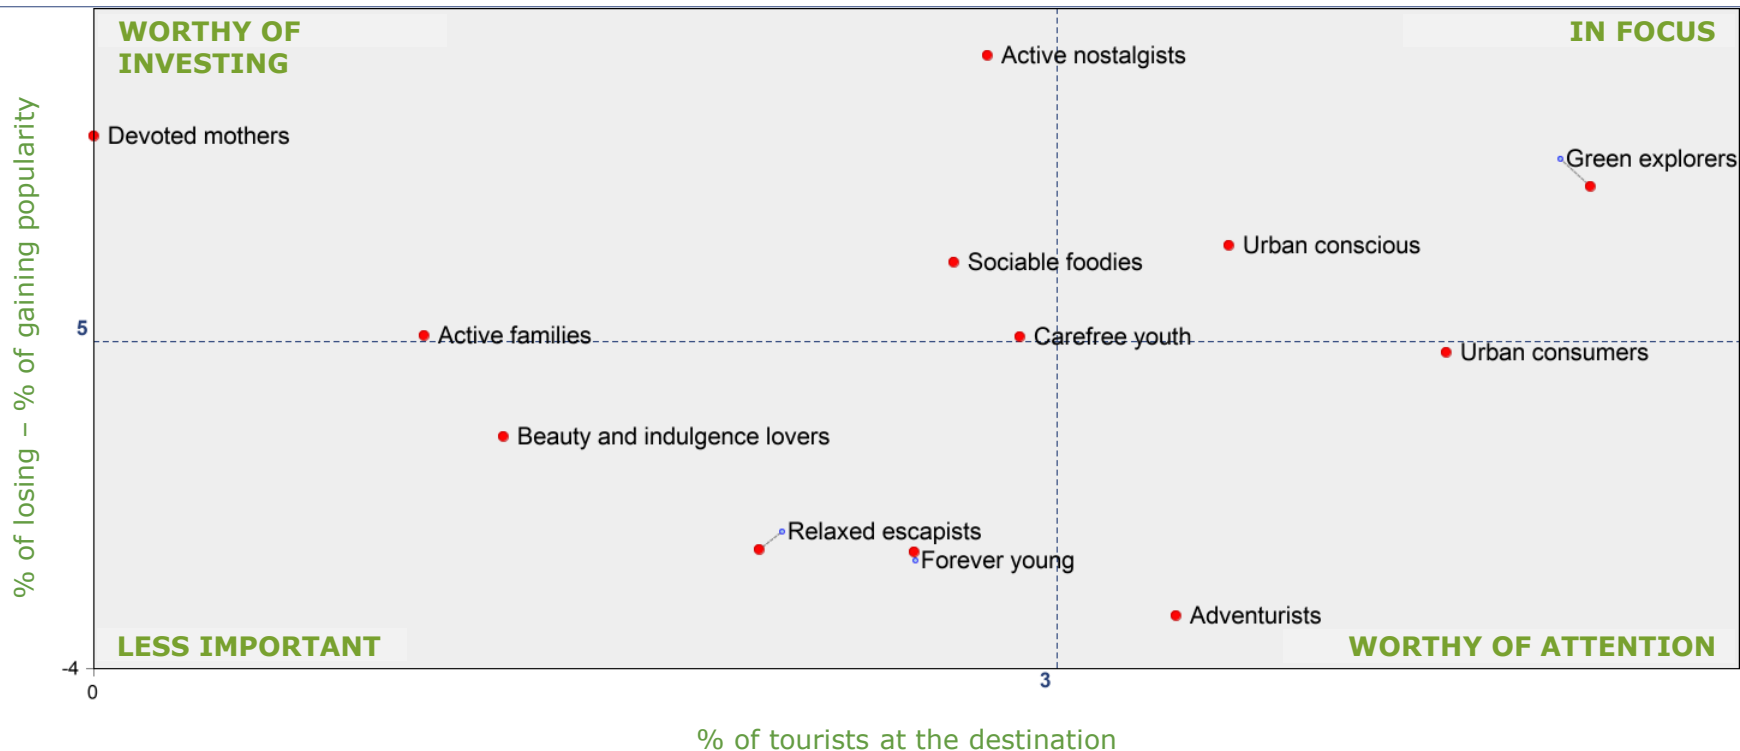 WORTHY OF
INVESTING
IN FOCUS
Active nostalgists
Devoted mothers
Green explorers
Urban conscious
Sociable foodies
5
Active families
Carefree youth
Urban consumers
Beauty and indulgence lovers
Relaxed escapists
Forever young
Adventurists
LESS IMPORTANT
WORTHY OF ATTENTION
-4
0
3
% of tourists at the destination
% of losing – % of gaining popularity